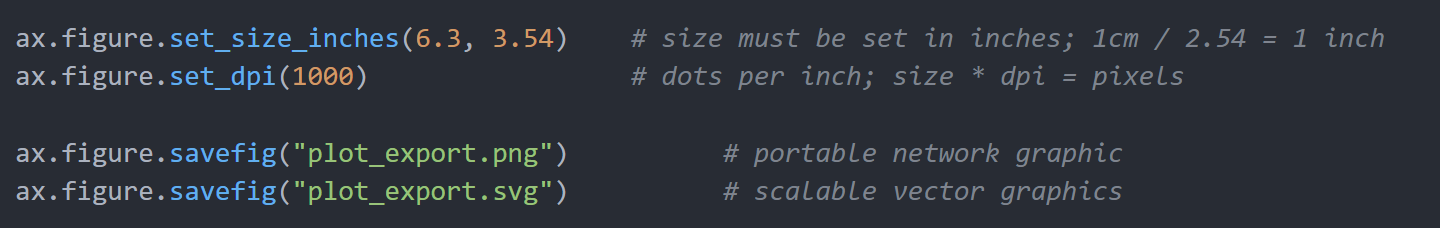 ax.figure.set_size_inches(6.3, 3.54)    # size must be set in inches; 1cm / 2.54 = 1 inch
ax.figure.set_dpi(1000)                 # dots per inch; size * dpi = pixels
ax.figure.savefig("plot_export.png")          # portable network graphic
ax.figure.savefig("plot_export.svg")          # scalable vector graphics